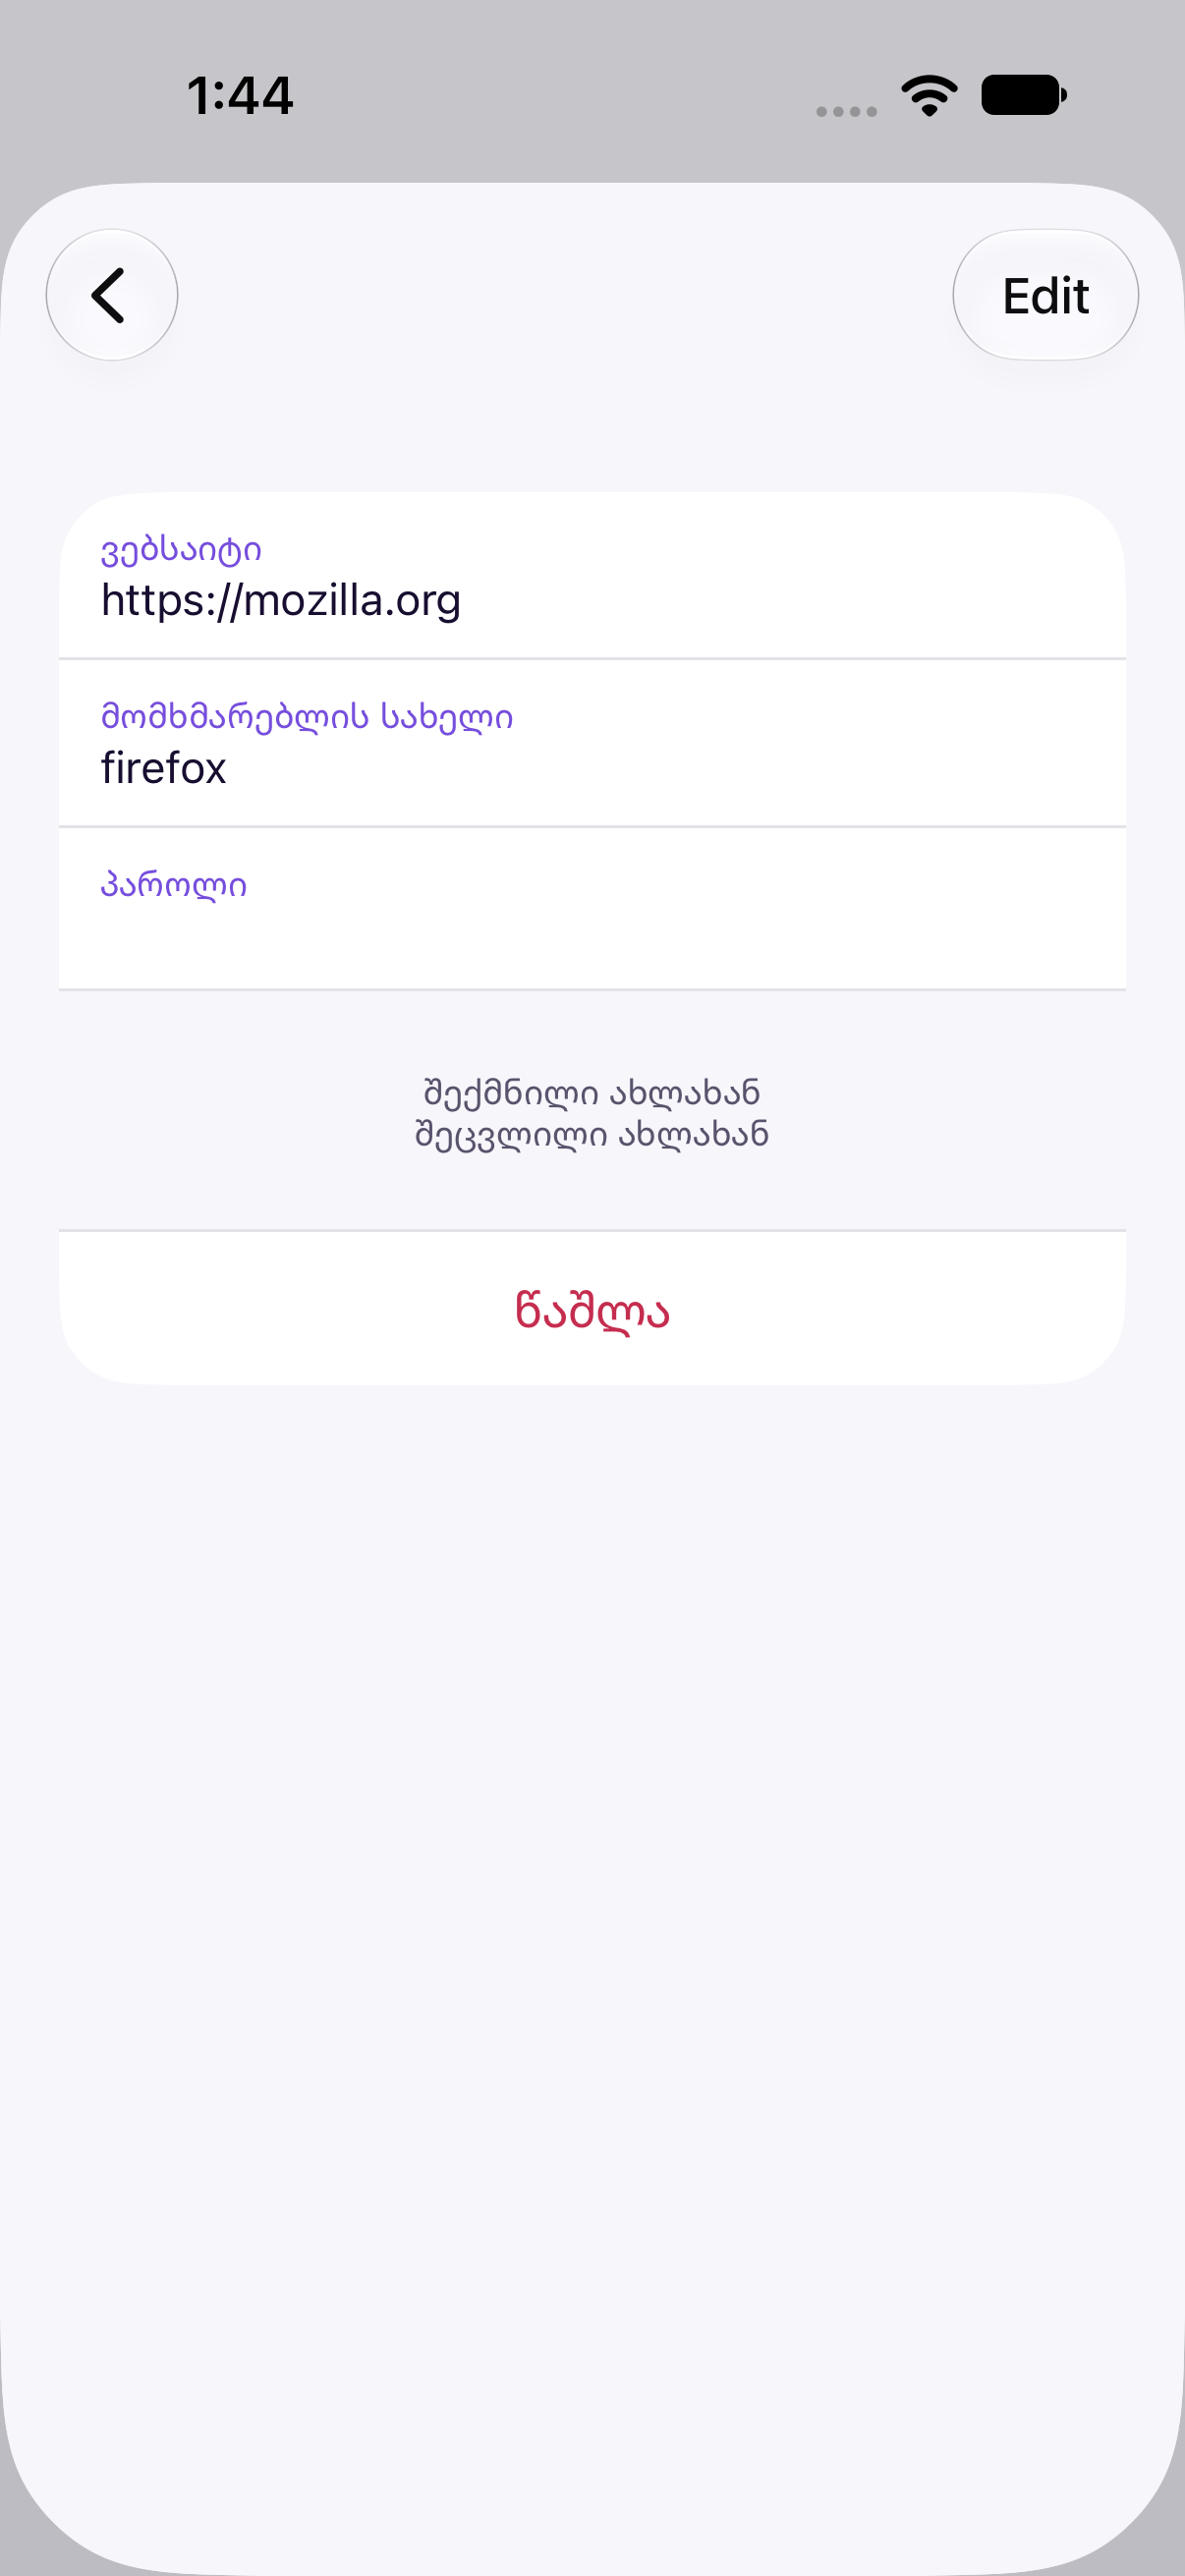 1:44
Edit
ვებსაიტი
https://mozilla.org
მომხმარებლის სახელი
firefox
პაროლი
შექმნილი ახლახან
შეცვლილი ახლახან
წაშლა